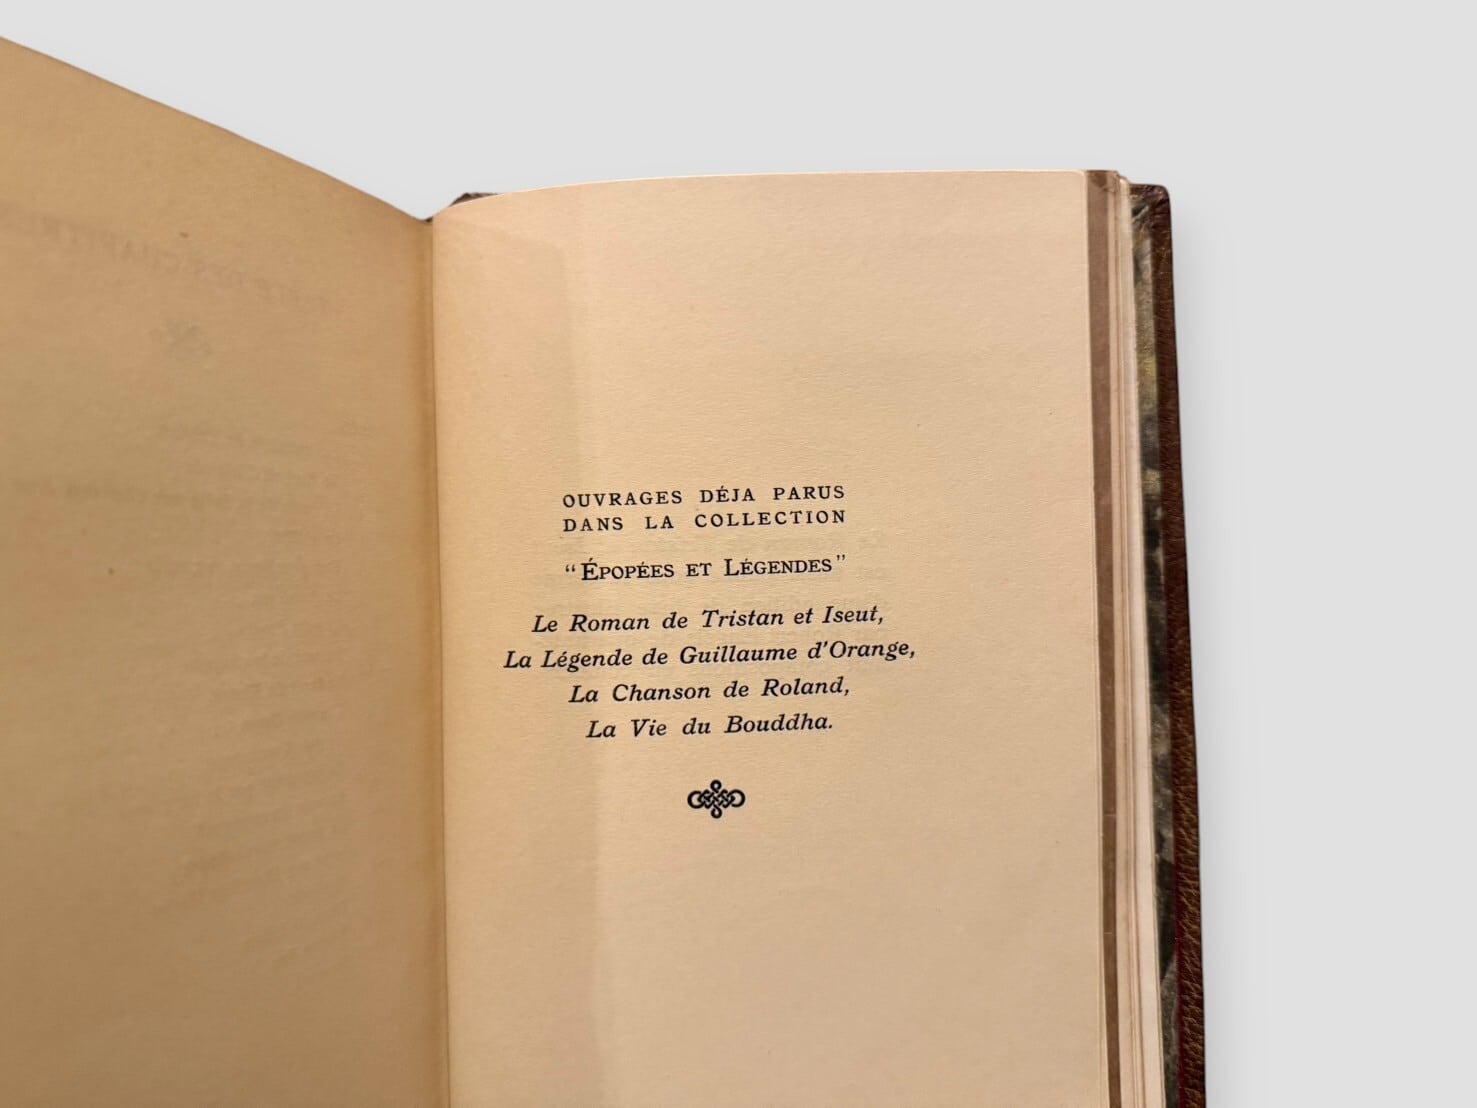 OUVRAGES DÉJA PARUS
DANS LA COLLECTION
"ÉPOPÉES ET LÉGENDES"
Le Roman de Tristan et Iseut,
La Légende de Guillaume d'Orange,
La Chanson de Roland,
La Vie du Bouddha.